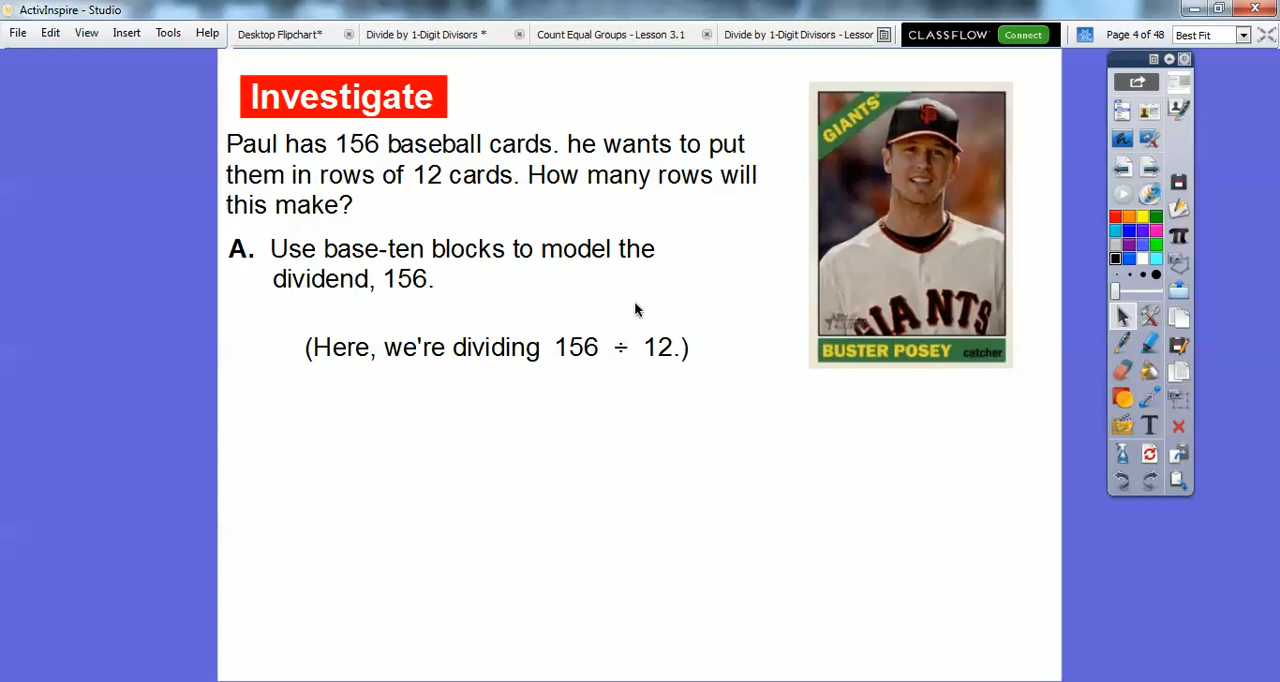 ActivInspire - Studio
File Edit View Insert Tools Help
Desktop Flipchart* Divide by 1-Digit Divisors * Count Equal Groups - Lesson 3.1 Divide by 1-Digit Divisors - Lessor
CLASSFLOW Connect
Page 4 of 48 Best Fit
Investigate
Paul has 156 baseball cards. he wants to put
them in rows of 12 cards. How many rows will
this make?
A. Use base-ten blocks to model the
dividend, 156.
(Here, we're dividing 156 ÷ 12.)
GIANTS
GIANTS
BUSTER POSEY catcher